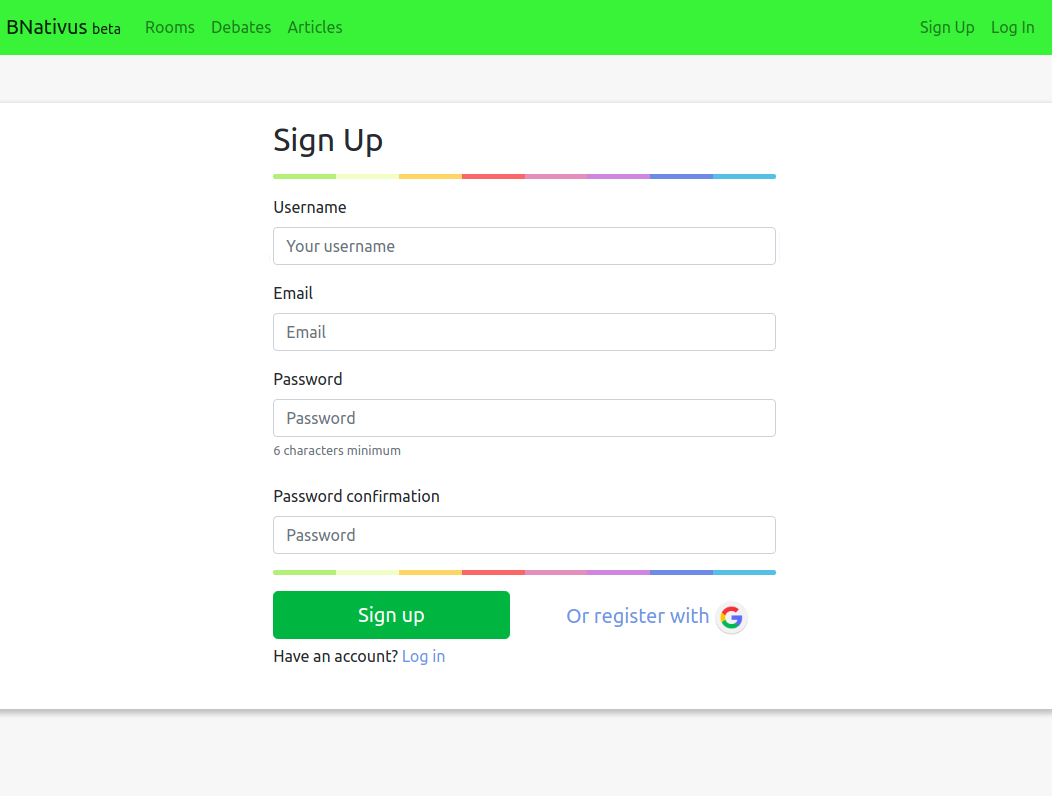 BNativus beta Rooms Debates Articles Sign Up Log In
Sign Up
Username
Your username
Email
Email
Password
Password
6 characters minimum
Password confirmation
Password
Sign up Or register with G
Have an account? Log in